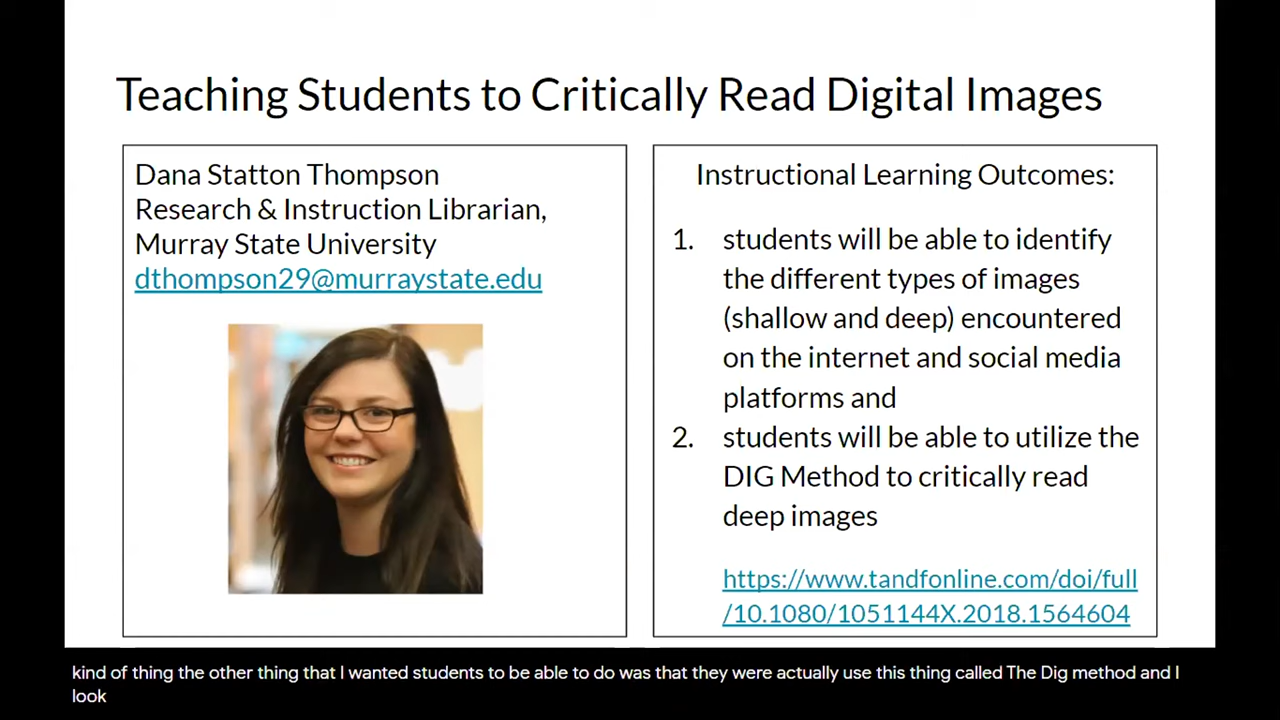 Teaching Students to Critically Read Digital Images
Dana Statton Thompson
Research & Instruction Librarian,
Murray State University
dthompson29@murraystate.edu
Instructional Learning Outcomes:
1. students will be able to identify
the different types of images
(shallow and deep) encountered
on the internet and social media
platforms and
2. students will be able to utilize the
DIG Method to critically read
deep images
https://www.tandfonline.com/doi/full
/10.1080/1051144X.2018.1564604
kind of thing the other thing that I wanted students to be able to do was that they were actually use this thing called The Dig method and I
look